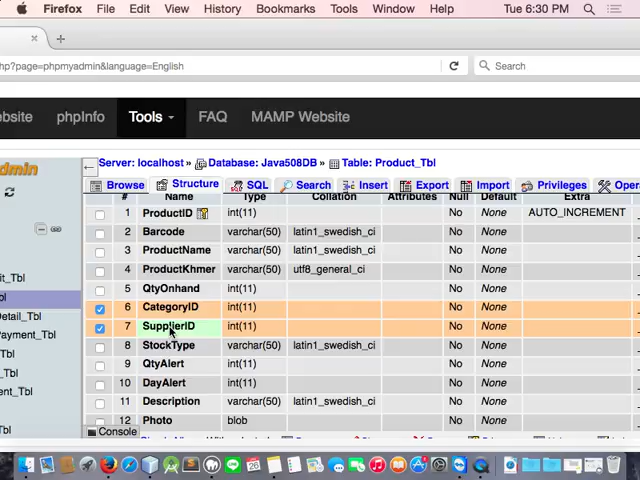 Firefox File Edit View History Bookmarks Tools Window Help Tue 6:30 PM
hp?page=phpmyadmin&language=English Search
ebsite phpInfo Tools FAQ MAMP Website
Server: localhost » Database: Java508DB » Table: Product_Tbl
Browse Structure SQL Search Insert Export Import Privileges Oper
# Name Type Collation Attributes Null Default Extra
1 ProductID int(11) No None AUTO_INCREMENT
2 Barcode varchar(50) latin1_swedish_ci No None
3 ProductName varchar(50) latin1_swedish_ci No None
4 ProductKhmer varchar(50) utf8_general_ci No None
5 QtyOnhand int(11) No None
6 CategoryID int(11) No None
7 SupplierID int(11) No None
8 StockType varchar(50) latin1_swedish_ci No None
9 QtyAlert int(11) No None
10 DayAlert int(11) No None
11 Description varchar(50) latin1_swedish_ci No None
12 Photo blob No None
Console
dmin
it_Tbl
bl
etail_Tbl
ayment_Tbl
Tbl
ent_Tbl
Tbl
26